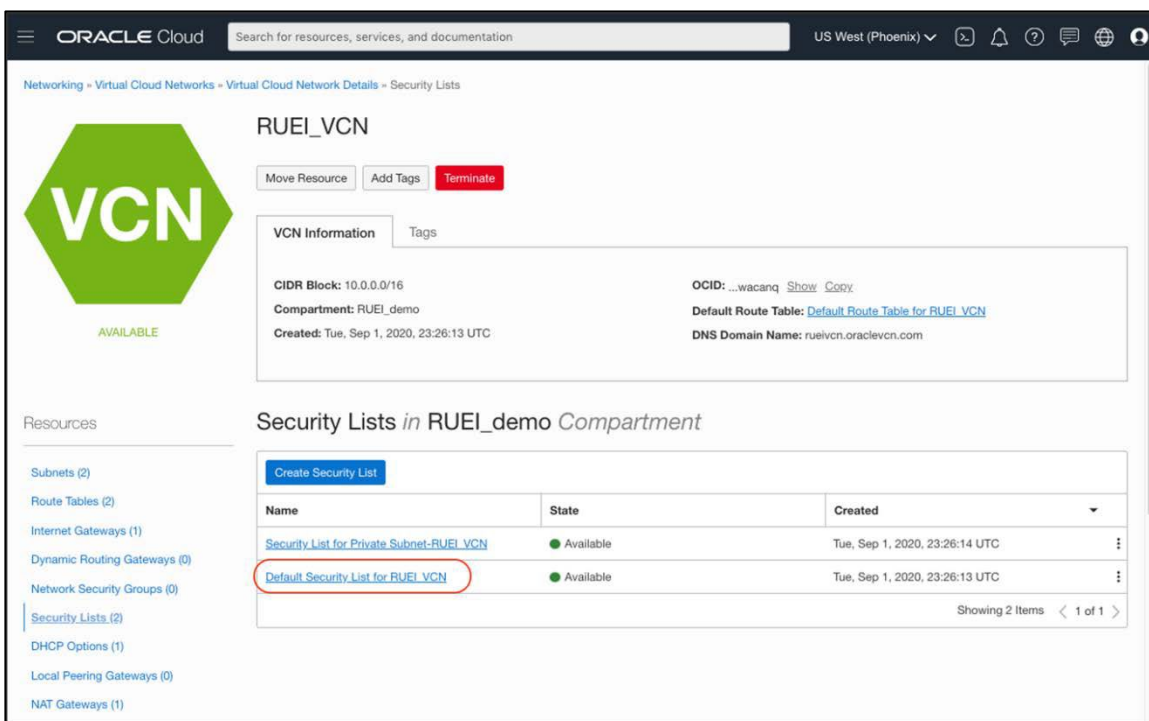 ORACLE Cloud
Search for resources, services, and documentation
US West (Phoenix)
Networking » Virtual Cloud Networks » Virtual Cloud Network Details » Security Lists
VCN
AVAILABLE
RUEI_VCN
Move Resource
Add Tags
Terminate
VCN Information
Tags
CIDR Block: 10.0.0.0/16
Compartment: RUEI_demo
Created: Tue, Sep 1, 2020, 23:26:13 UTC
OCID: ...wacanq Show Copy
Default Route Table: Default Route Table for RUEI_VCN
DNS Domain Name: rueivcn.oraclevcn.com
Resources
Subnets (2)
Route Tables (2)
Internet Gateways (1)
Dynamic Routing Gateways (0)
Network Security Groups (0)
Security Lists (2)
DHCP Options (1)
Local Peering Gateways (0)
NAT Gateways (1)
Security Lists in RUEI_demo Compartment
Create Security List
Name State Created
Security List for Private Subnet-RUEI_VCN Available Tue, Sep 1, 2020, 23:26:14 UTC
Default Security List for RUEI_VCN Available Tue, Sep 1, 2020, 23:26:13 UTC
Showing 2 Items < 1 of 1 >